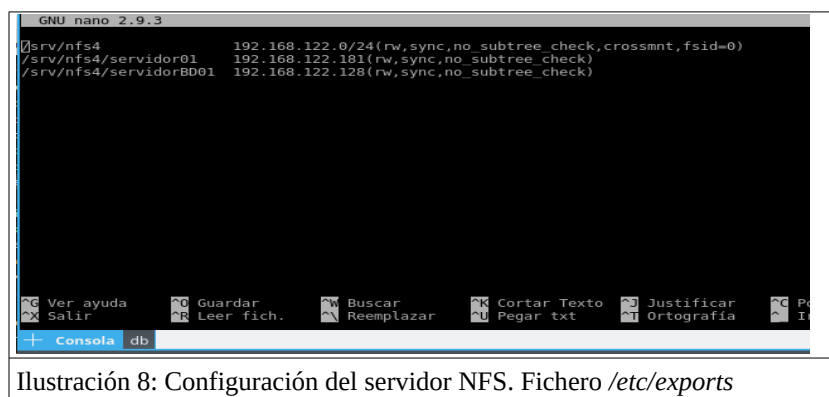 GNU nano 2.9.3
/srv/nfs4 192.168.122.0/24(rw,sync,no_subtree_check,crossmnt,fsid=0)
/srv/nfs4/servidor01 192.168.122.181(rw,sync,no_subtree_check)
/srv/nfs4/servidorBD01 192.168.122.128(rw,sync,no_subtree_check)
^G Ver ayuda ^O Guardar ^W Buscar ^K Cortar Texto ^J Justificar ^C
^X Salir ^R Leer fich. ^\ Reemplazar ^U Pegar txt ^T Ortografía
+ Consola db
Ilustración 8: Configuración del servidor NFS. Fichero /etc/exports